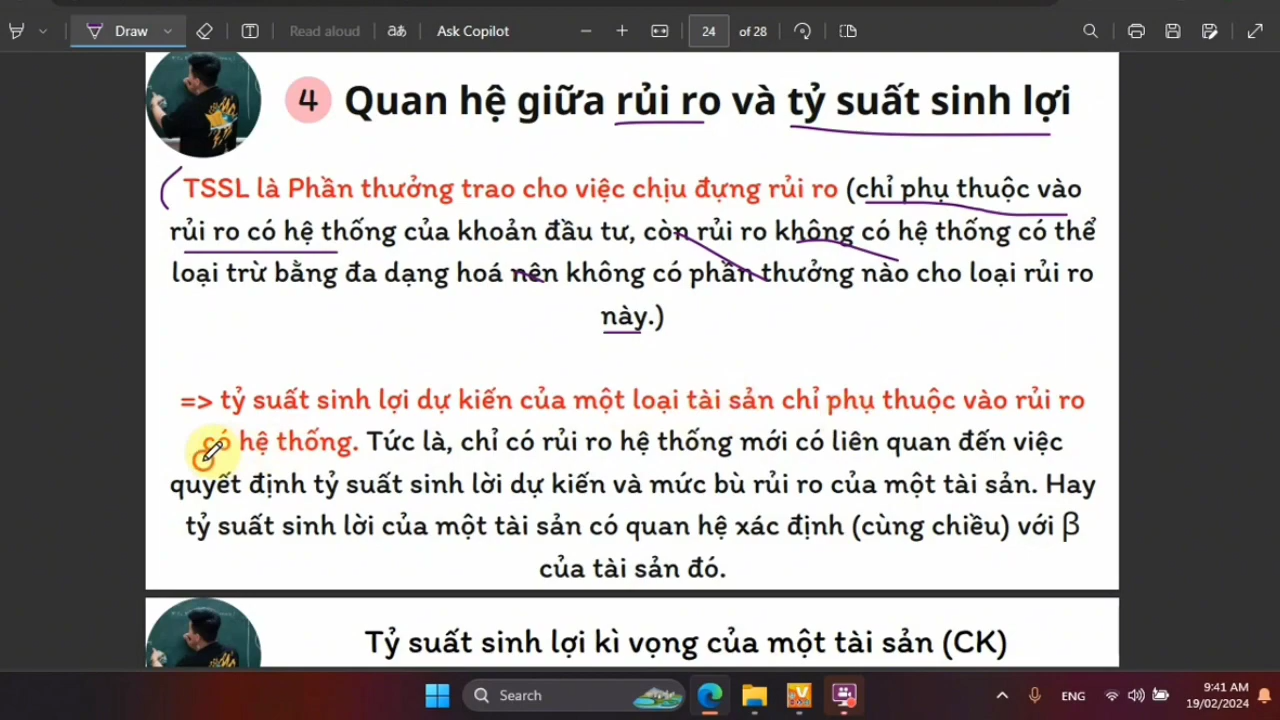 Draw
Read aloud
aあ
Ask Copilot
24
of 28
4
Quan hệ giữa rủi ro và tỷ suất sinh lợi
TSSL là Phần thưởng trao cho việc chịu đựng rủi ro (chỉ phụ thuộc vào
rủi ro có hệ thống của khoản đầu tư, còn rủi ro không có hệ thống có thể
loại trừ bằng đa dạng hoá nên không có phần thưởng nào cho loại rủi ro
này.)
=> tỷ suất sinh lợi dự kiến của một loại tài sản chỉ phụ thuộc vào rủi ro
có hệ thống. Tức là, chỉ có rủi ro hệ thống mới có liên quan đến việc
quyết định tỷ suất sinh lời dự kiến và mức bù rủi ro của một tài sản. Hay
tỷ suất sinh lời của một tài sản có quan hệ xác định (cùng chiều) với β
của tài sản đó.
Tỷ suất sinh lợi kì vọng của một tài sản (CK)
Search
ENG
9:41 AM
19/02/2024